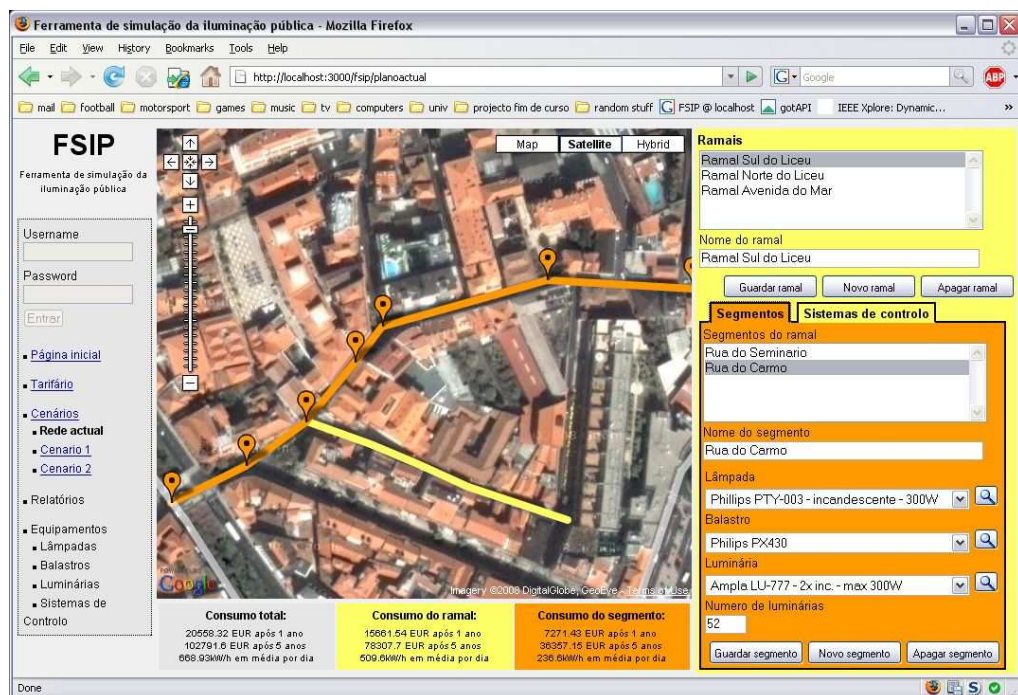 Ferramenta de simulação da iluminação pública - Mozilla Firefox
File Edit View History Bookmarks Tools Help
http://localhost:3000/fsip/planoactual
Google
ABP
mail football motorsport games music tv computers univ projecto fim de curso random stuff FSIP @ localhost gotAPI IEEE Xplore: Dynamic... »
FSIP
Ferramenta de simulação da
iluminação pública
Username
Password
Entrar
Página inicial
Tarifário
Cenários
Rede actual
Cenario 1
Cenario 2
Relatórios
Equipamentos
Lâmpadas
Balastros
Luminárias
Sistemas de
Controlo
Map Satellite Hybrid
Google
Imagery ©2008 DigitalGlobe, GeoEye - Terms of Use
Consumo total:
20558.32 EUR após 1 ano
102791.6 EUR após 5 anos
668.93kW/h em média por dia
Consumo do ramal:
15661.54 EUR após 1 ano
78307.7 EUR após 5 anos
509.6kW/h em média por dia
Consumo do segmento:
7271.43 EUR após 1 ano
36357.15 EUR após 5 anos
236.6kW/h em média por dia
Ramais
Ramal Sul do Liceu
Ramal Norte do Liceu
Ramal Avenida do Mar
Nome do ramal
Ramal Sul do Liceu
Guardar ramal Novo ramal Apagar ramal
Segmentos Sistemas de controlo
Segmentos do ramal
Rua do Seminario
Rua do Carmo
Nome do segmento
Rua do Carmo
Lâmpada
Phillips PTY-003 - incandescente - 300W
Balastro
Philips PX430
Luminária
Ampla LU-777 - 2x inc. - max 300W
Numero de luminárias
52
Guardar segmento Novo segmento Apagar segmento
Done